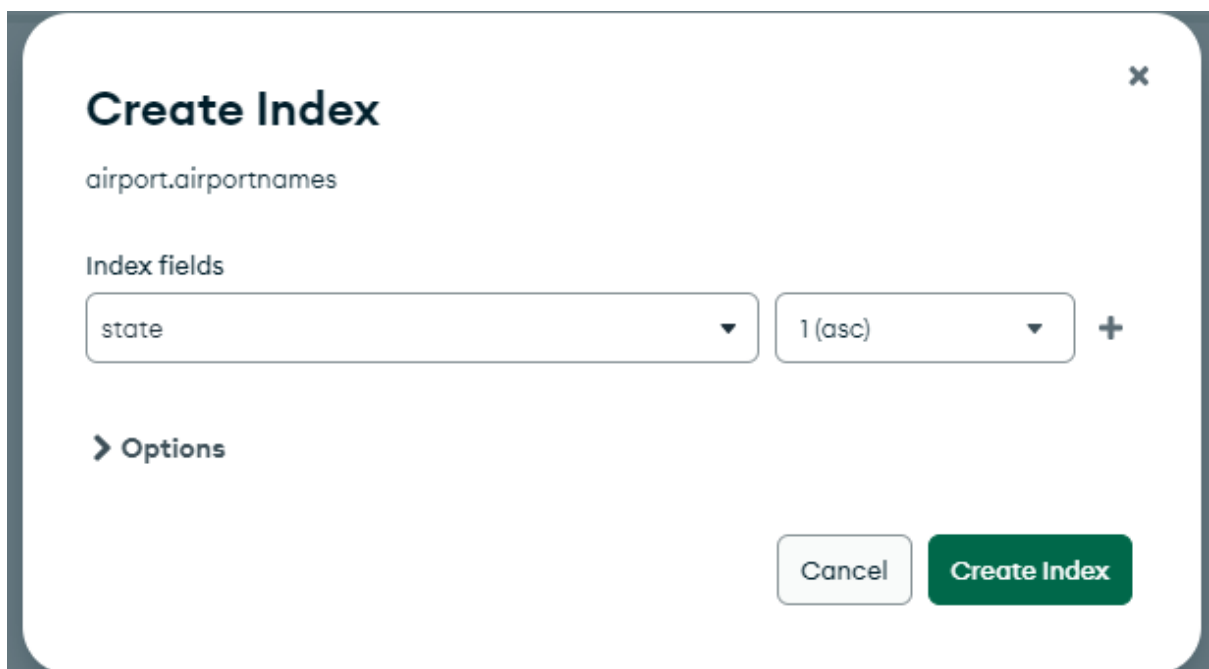 Create Index
airport.airportnames
Index fields
state 1 (asc)
Options
Cancel Create Index